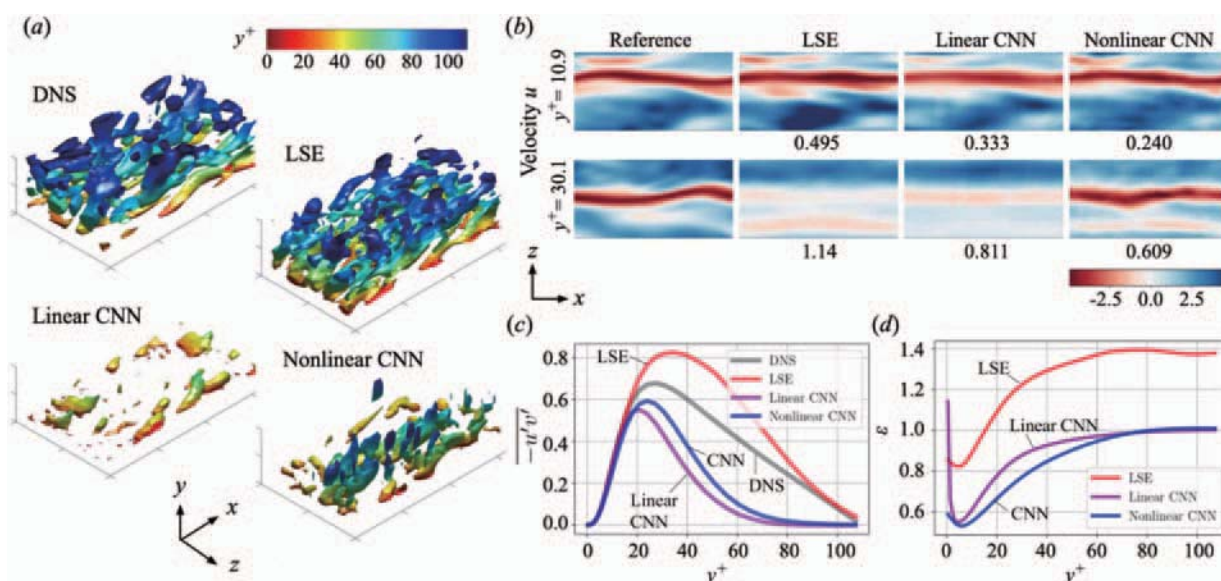 (a)
y+
0 20 40 60 80 100
DNS
LSE
Linear CNN
Nonlinear CNN
y
x
z
(b)
Reference LSE Linear CNN Nonlinear CNN
Velocity u
y+ = 10.9
0.495 0.333 0.240
y+ = 30.1
1.14 0.811 0.609
z
x
-2.5 0.0 2.5
(c)
0.8
0.6
0.4
0.2
0.0
-u′v′
LSE
DNS
LSE
Linear CNN
Nonlinear CNN
CNN
DNS
Linear
CNN
0 20 40 60 80 100
y+
(d)
1.4
1.2
1.0
0.8
0.6
ε
LSE
Linear CNN
CNN
LSE
Linear CNN
Nonlinear CNN
0 20 40 60 80 100
y+